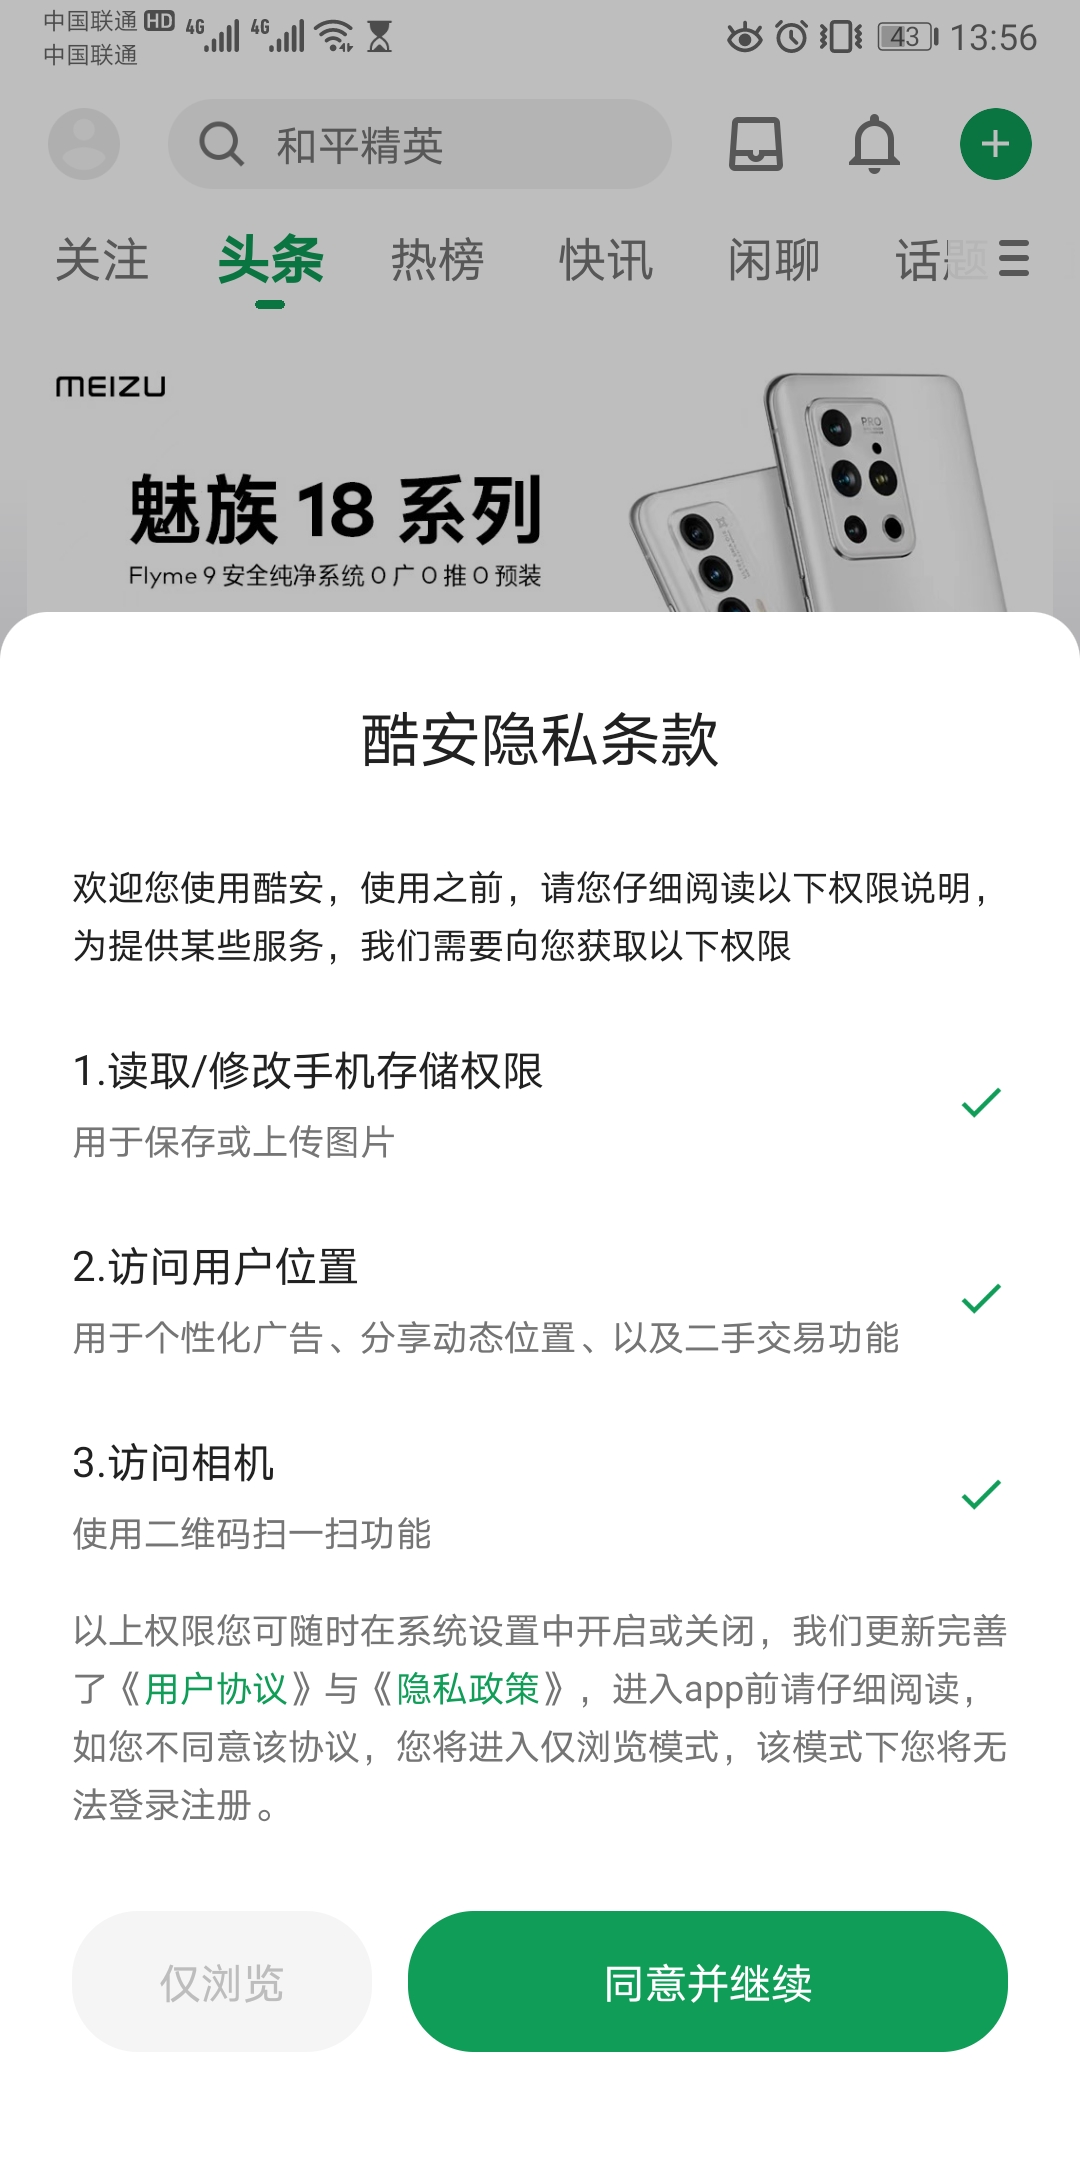 中国联通 HD 4G 4G 43 13:56
中国联通
和平精英
关注 头条 热榜 快讯 闲聊 话题
MEIZU
PRO
魅族 18 系列
Flyme 9 安全纯净系统 0 广 0 推 0 预装
酷安隐私条款
欢迎您使用酷安，使用之前，请您仔细阅读以下权限说明，
为提供某些服务，我们需要向您获取以下权限
1.读取/修改手机存储权限
用于保存或上传图片
2.访问用户位置
用于个性化广告、分享动态位置、以及二手交易功能
3.访问相机
使用二维码扫一扫功能
以上权限您可随时在系统设置中开启或关闭，我们更新完善
了《用户协议》与《隐私政策》，进入app前请仔细阅读，
如您不同意该协议，您将进入仅浏览模式，该模式下您将无
法登录注册。
仅浏览 同意并继续